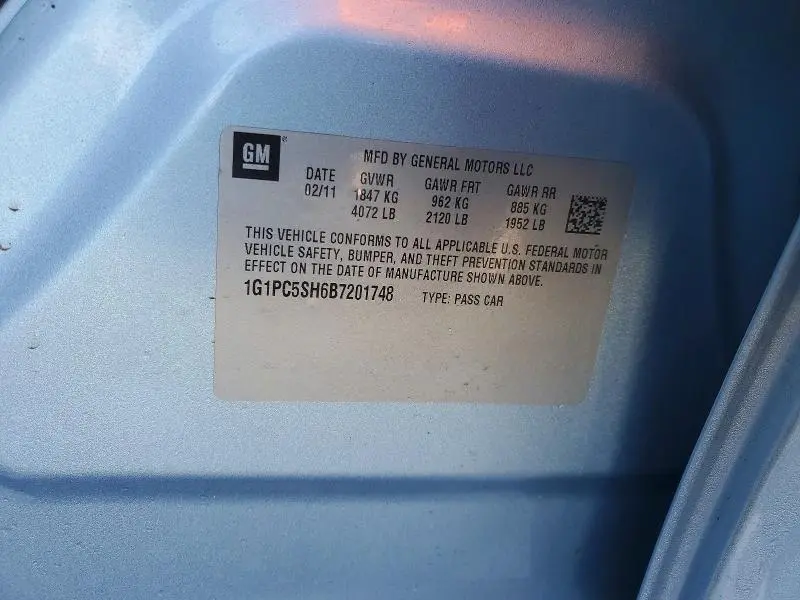 GM
MFD BY GENERAL MOTORS LLC
DATE GVWR GAWR FRT GAWR RR
02/11 1847 KG 962 KG 885 KG
4072 LB 2120 LB 1952 LB
THIS VEHICLE CONFORMS TO ALL APPLICABLE U.S. FEDERAL MOTOR
VEHICLE SAFETY, BUMPER, AND THEFT PREVENTION STANDARDS IN
EFFECT ON THE DATE OF MANUFACTURE SHOWN ABOVE.
1G1PC5SH6B7201748 TYPE: PASS CAR